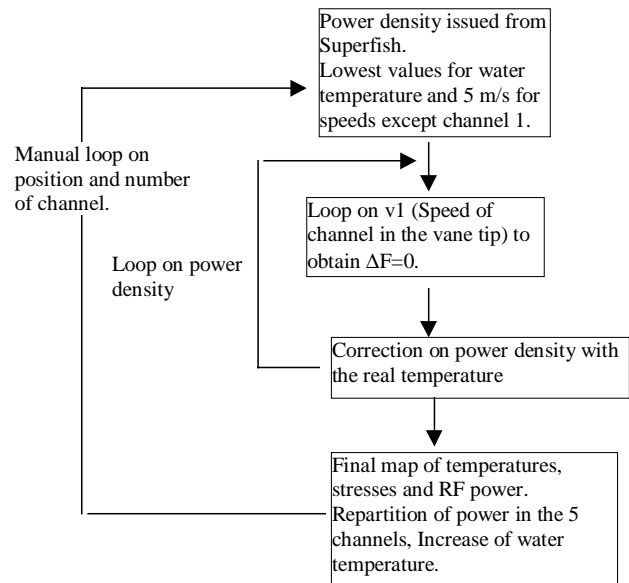 Power density issued from
Superfish.
Lowest values for water
temperature and 5 m/s for
speeds except channel 1.
Manual loop on
position and number
of channel.
Loop on v1 (Speed of
channel in the vane tip) to
obtain ΔF=0.
Loop on power
density
Correction on power density with
the real temperature
Final map of temperatures,
stresses and RF power.
Repartition of power in the 5
channels, Increase of water
temperature.